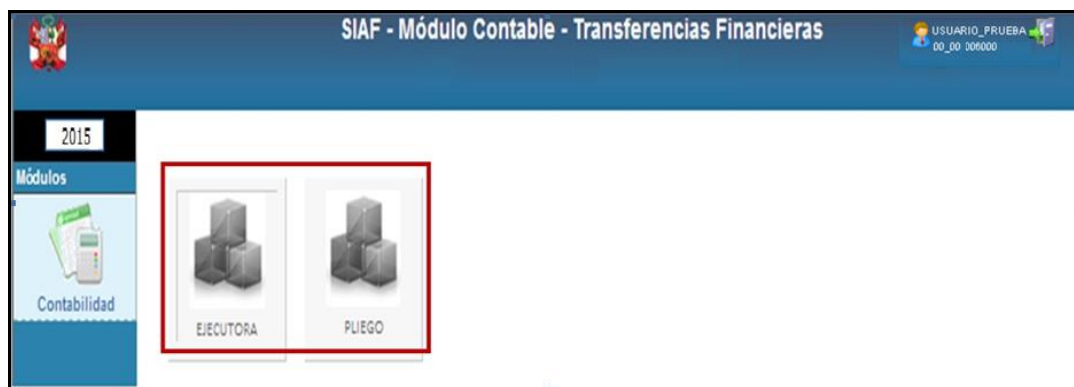 SIAF - Módulo Contable - Transferencias Financieras
USUARIO_PRUEBA
00_00 006000
2015
Módulos
Contabilidad
EJECUTORA
PLIEGO